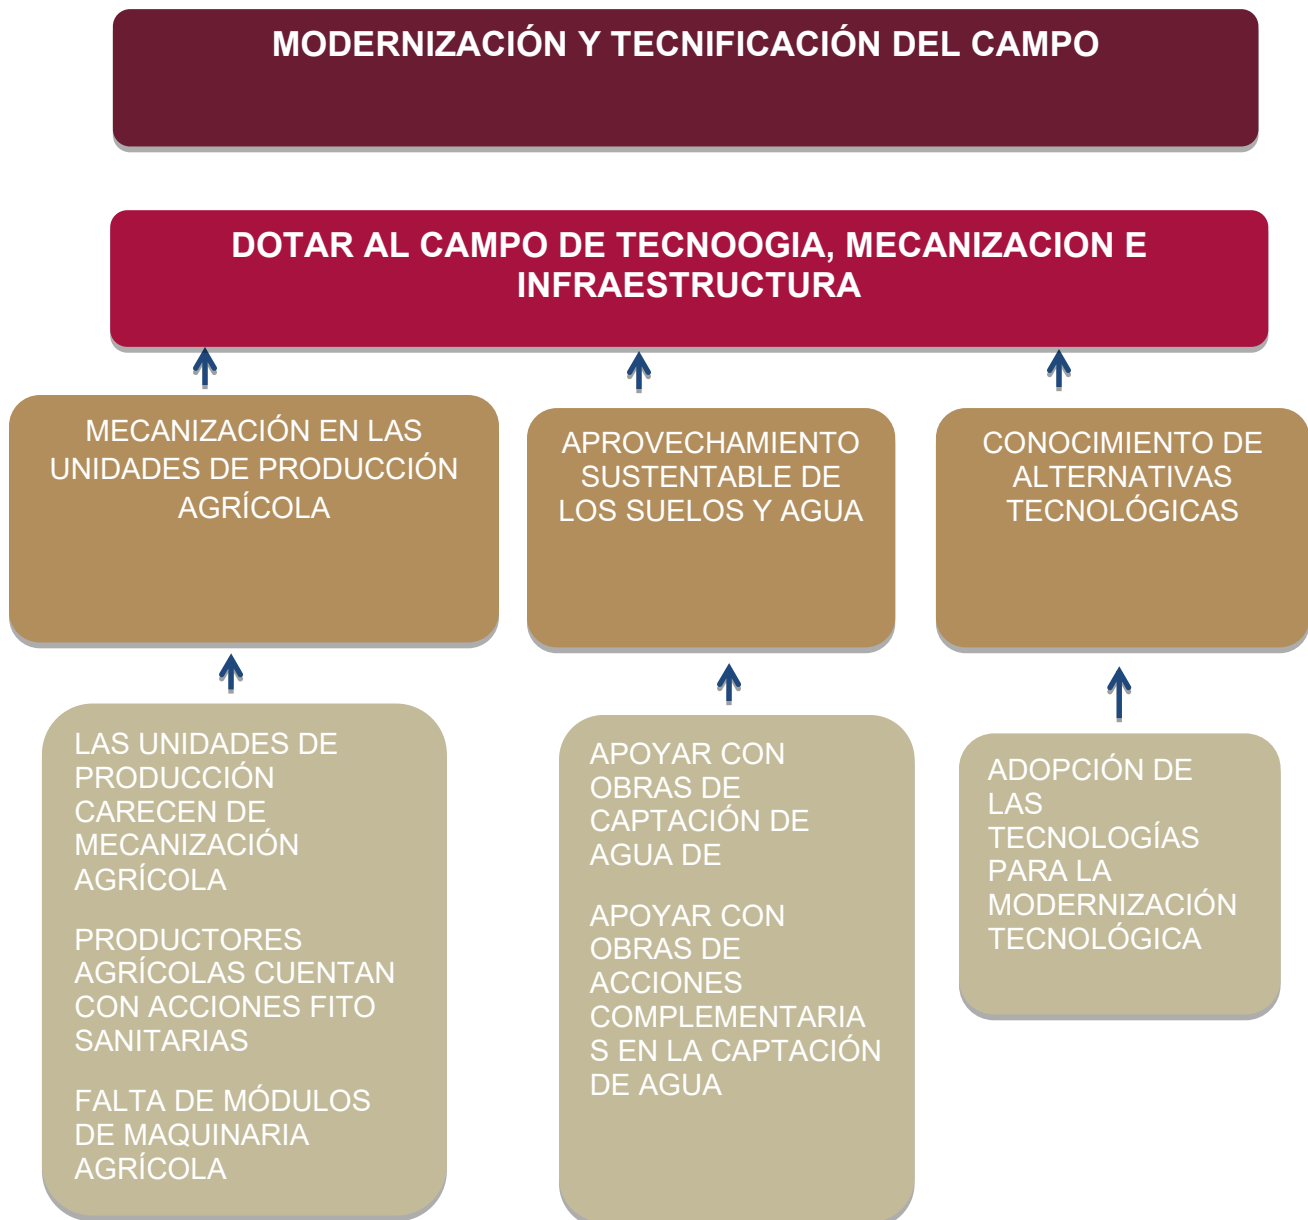 MODERNIZACIÓN Y TECNIFICACIÓN DEL CAMPO
DOTAR AL CAMPO DE TECNOOGIA, MECANIZACION E
INFRAESTRUCTURA
MECANIZACIÓN EN LAS
UNIDADES DE PRODUCCIÓN
AGRÍCOLA
APROVECHAMIENTO
SUSTENTABLE DE
LOS SUELOS Y AGUA
CONOCIMIENTO DE
ALTERNATIVAS
TECNOLÓGICAS
LAS UNIDADES DE
PRODUCCIÓN
CARECEN DE
MECANIZACIÓN
AGRÍCOLA
PRODUCTORES
AGRÍCOLAS CUENTAN
CON ACCIONES FITO
SANITARIAS
FALTA DE MÓDULOS
DE MAQUINARIA
AGRÍCOLA
APOYAR CON
OBRAS DE
CAPTACIÓN DE
AGUA DE
APOYAR CON
OBRAS DE
ACCIONES
COMPLEMENTARIA
S EN LA CAPTACIÓN
DE AGUA
ADOPCIÓN DE
LAS
TECNOLOGÍAS
PARA LA
MODERNIZACIÓN
TECNOLÓGICA